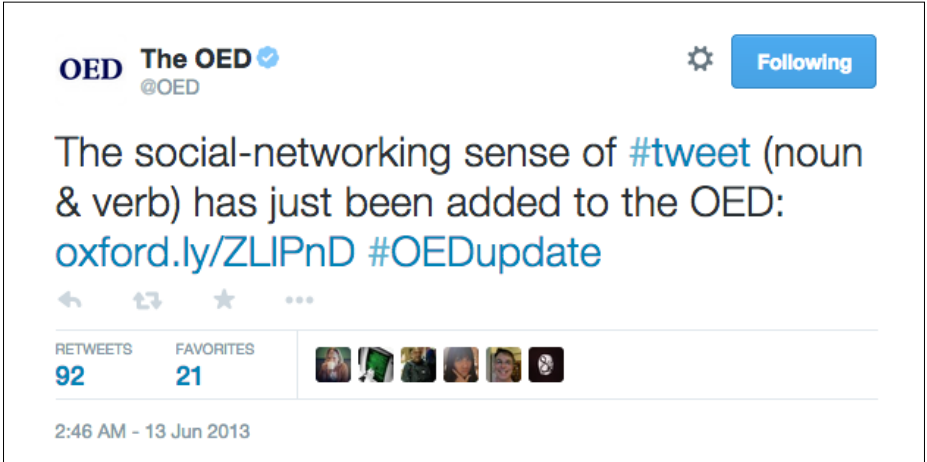 OED
The OED
@OED
Following
The social-networking sense of #tweet (noun
& verb) has just been added to the OED:
oxford.ly/ZLlPnD #OEDupdate
RETWEETS
FAVORITES
92
21
2:46 AM - 13 Jun 2013